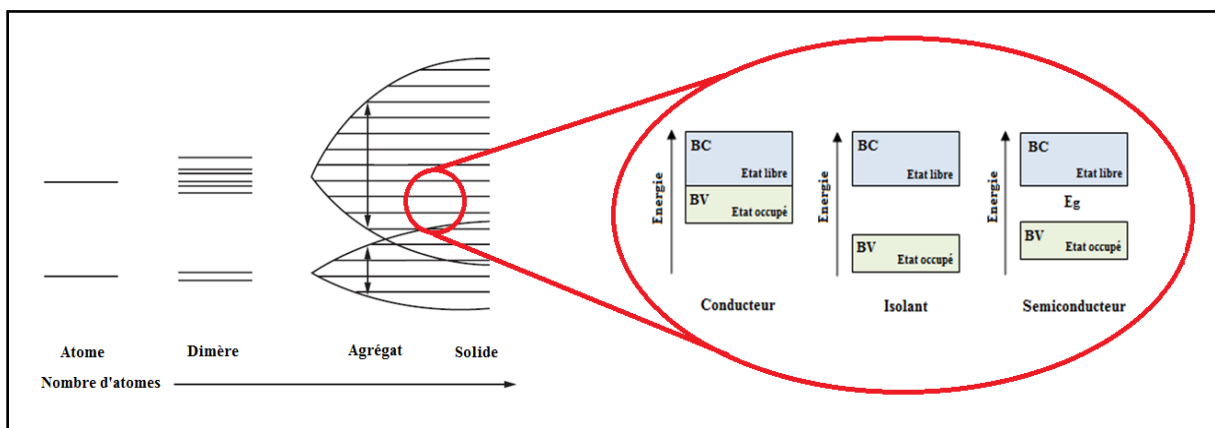 Atome
Dimère
Agrégat
Solide
Nombre d'atomes
Energie
BC
Etat libre
BV
Etat occupé
Conducteur
Energie
BC
Etat libre
BV
Etat occupé
Isolant
Energie
BC
Etat libre
Eg
BV
Etat occupé
Semiconducteur